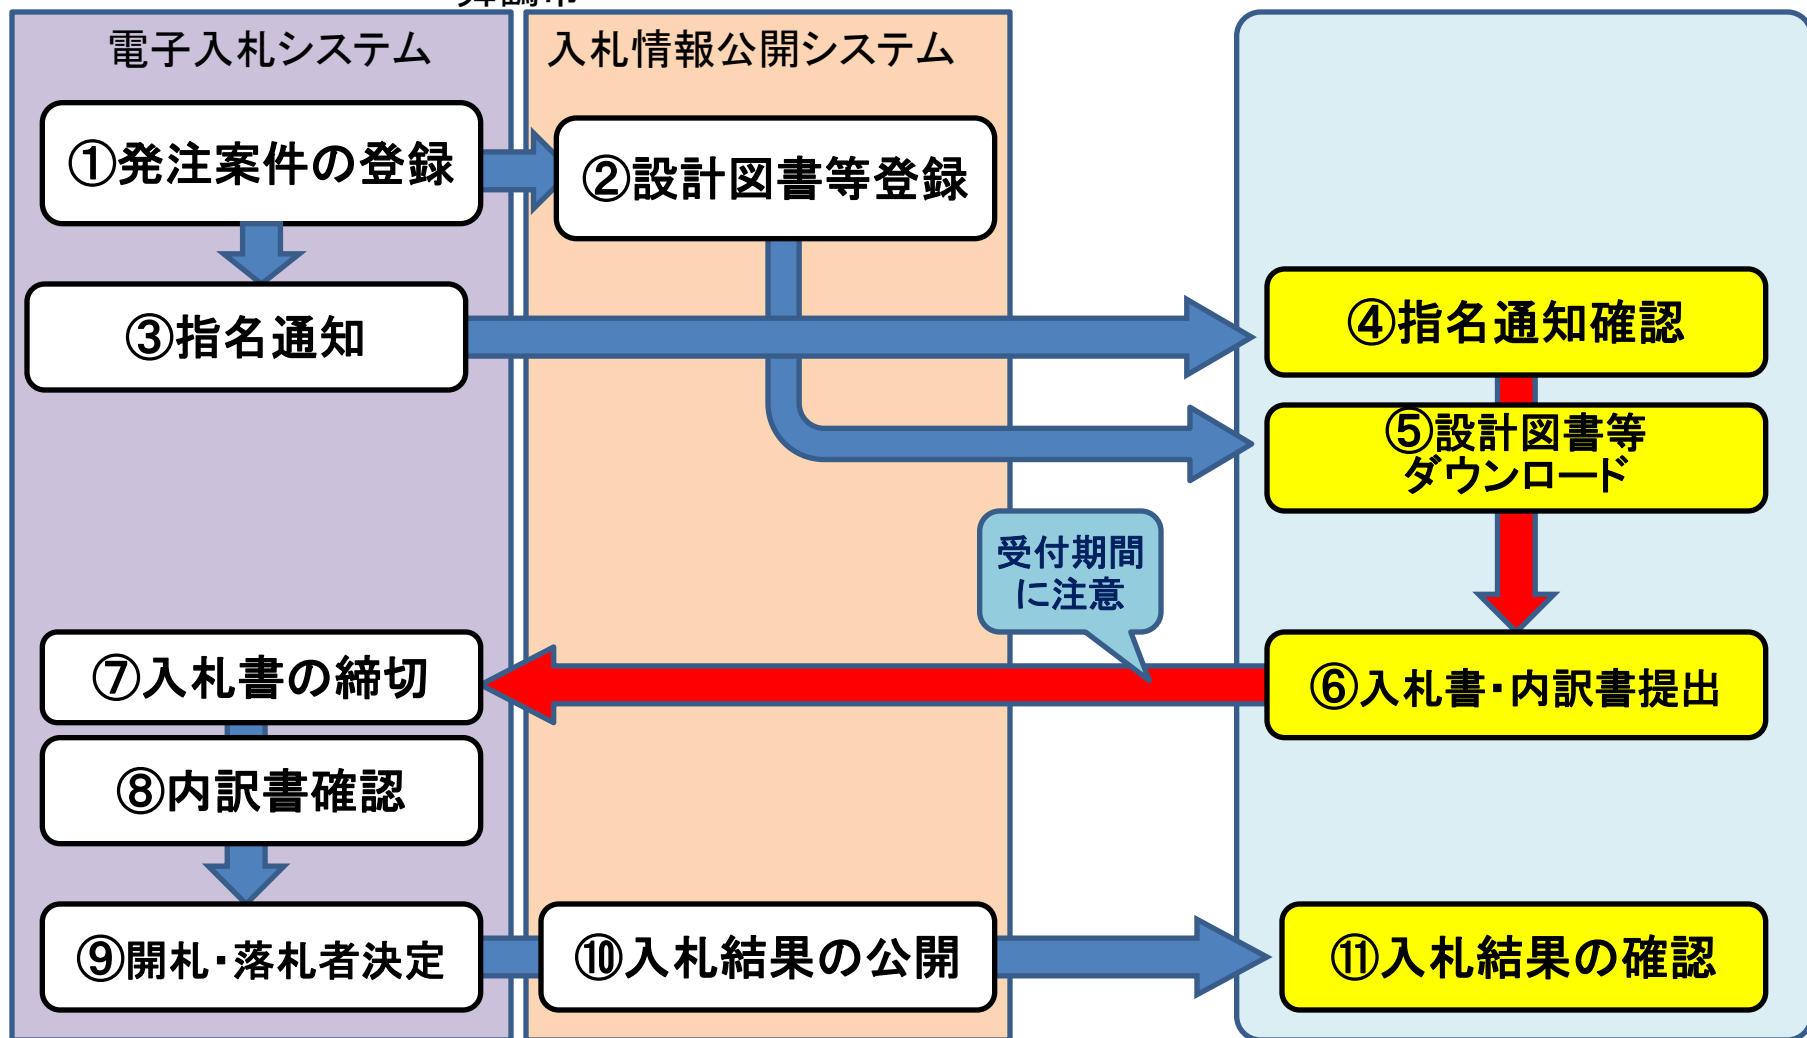 電子入札システム
入札情報公開システム
①発注案件の登録
②設計図書等登録
③指名通知
④指名通知確認
⑤設計図書等
ダウンロード
受付期間
に注意
⑥入札書・内訳書提出
⑦入札書の締切
⑧内訳書確認
⑨開札・落札者決定
⑩入札結果の公開
⑪入札結果の確認